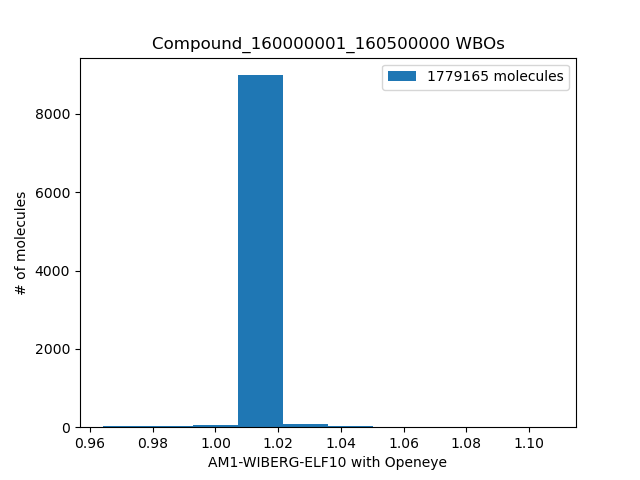 Compound_160000001_160500000 WBOs
1779165 molecules
# of molecules
8000
6000
4000
2000
0
0.96 0.98 1.00 1.02 1.04 1.06 1.08 1.10
AM1-WIBERG-ELF10 with Openeye